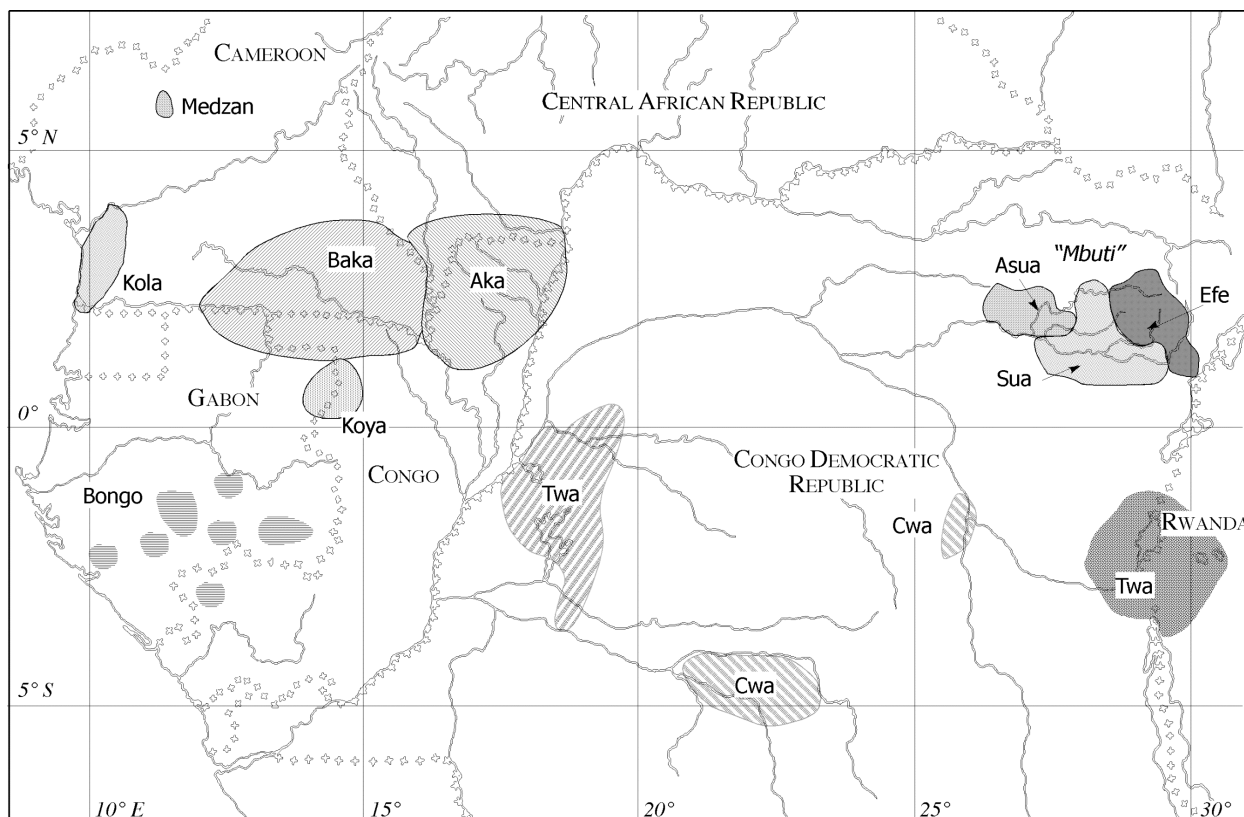 CAMEROON
Medzan
CENTRAL AFRICAN REPUBLIC
5° N
Baka
Aka
Kola
"Mbuti"
Asua
Efe
Sua
GABON
0°
Koya
CONGO
CONGO DEMOCRATIC
REPUBLIC
Bongo
Twa
Cwa
RWANDA
Twa
Cwa
5° S
10° E
15°
20°
25°
30°